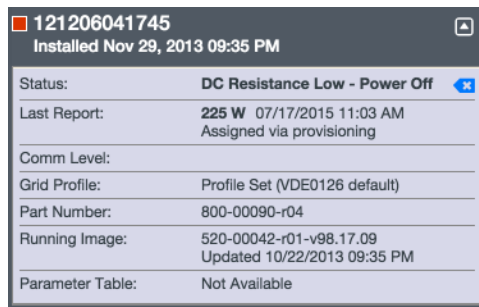 121206041745
Installed Nov 29, 2013 09:35 PM
Status: DC Resistance Low - Power Off
Last Report: 225 W 07/17/2015 11:03 AM
Assigned via provisioning
Comm Level:
Grid Profile: Profile Set (VDE0126 default)
Part Number: 800-00090-r04
Running Image: 520-00042-r01-v98.17.09
Updated 10/22/2013 09:35 PM
Parameter Table: Not Available